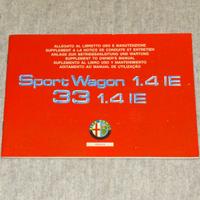 ALLEGATO AL LIBRETTO USO E MANUTENZIONE
SUPPLEMENT A LA NOTICE DE CONDUITE ET ENTRETIEN
ANLAGE ZUR BETRIEBSANLEITUNG UND WARTUNG
SUPPLEMENT TO OWNER'S MANUAL
SUPLEMENTO AL LIBRO USO Y MANTENIMIENTO
ADITAMENTO AO MANUAL DE UTILIZAÇÃO
Sport Wagon 1.4 IE
33 1.4 IE